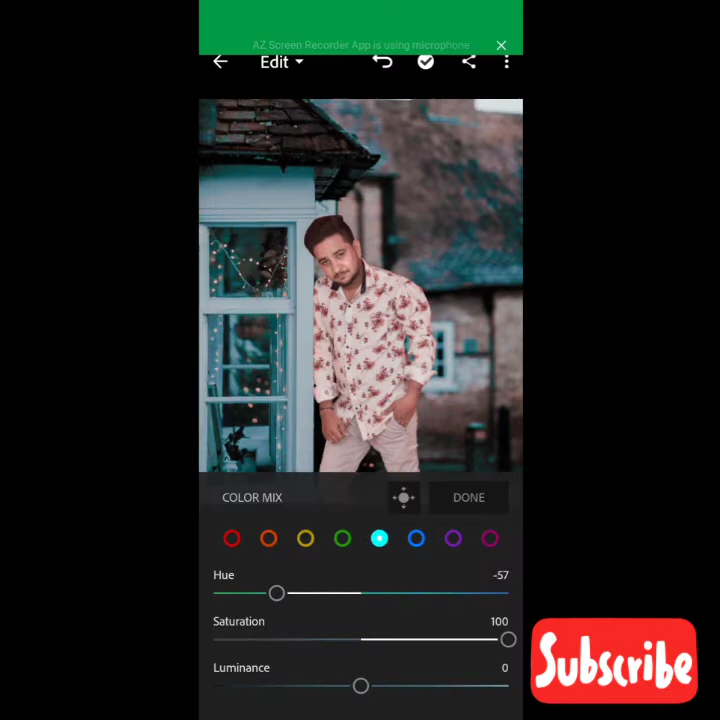 AZ Screen Recorder App is using microphone
Edit
COLOR MIX
DONE
Hue
-57
Saturation
100
Luminance
0
Subscribe